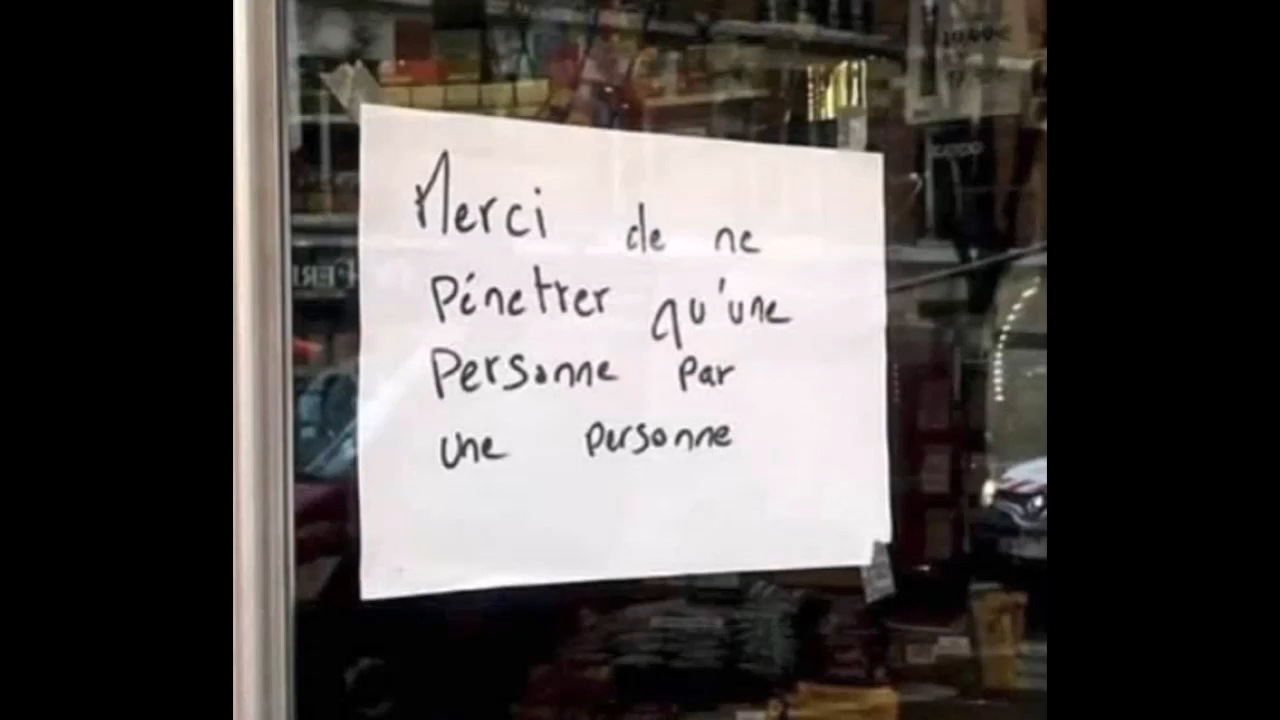 Merci de ne
Pénetrer qu'une
Personne par
une personne